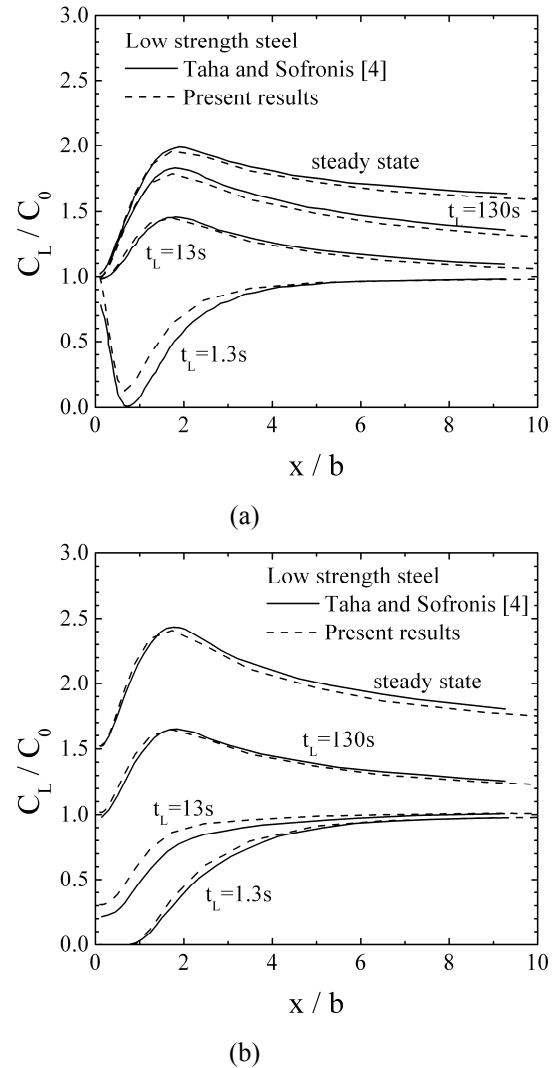 3.0
Low strength steel
Taha and Sofronis [4]
Present results
2.5
2.0
steady state
t_L=130s
1.5
1.0
t_L=13s
0.5
t_L=1.3s
0.0
C_L / C_0
0 2 4 6 8 10
x / b
(a)
3.0
Low strength steel
Taha and Sofronis [4]
Present results
2.5
steady state
2.0
1.5
t_L=130s
1.0
t_L=13s
0.5
t_L=1.3s
0.0
C_L / C_0
0 2 4 6 8 10
x / b
(b)